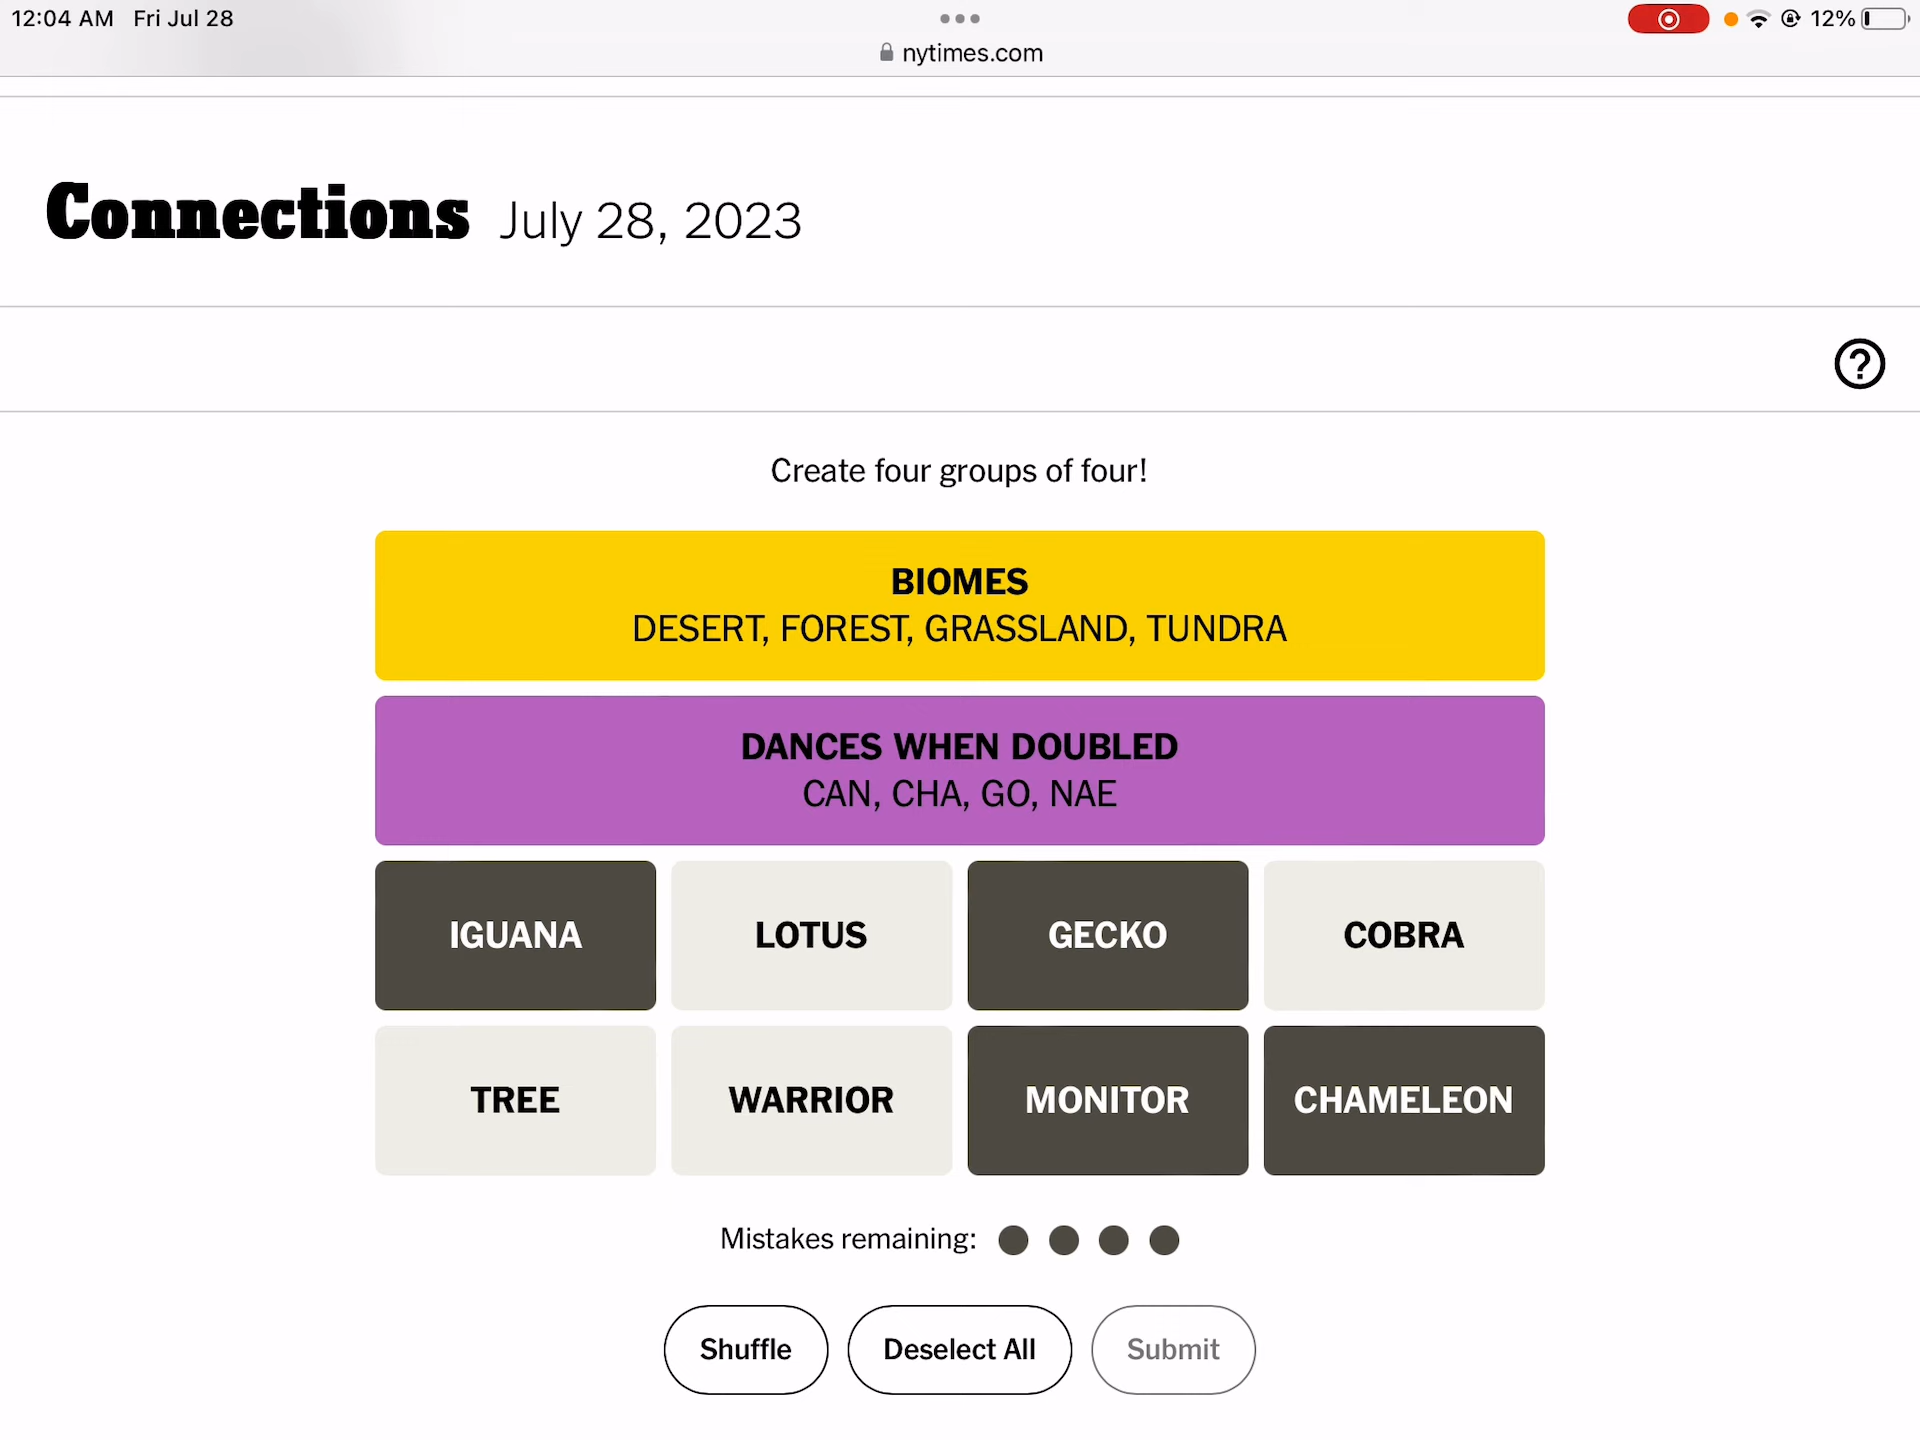 12:04 AM Fri Jul 28
12%
nytimes.com
Connections July 28, 2023
Create four groups of four!
BIOMES
DESERT, FOREST, GRASSLAND, TUNDRA
DANCES WHEN DOUBLED
CAN, CHA, GO, NAE
IGUANA LOTUS GECKO COBRA
TREE WARRIOR MONITOR CHAMELEON
Mistakes remaining:
Shuffle Deselect All Submit